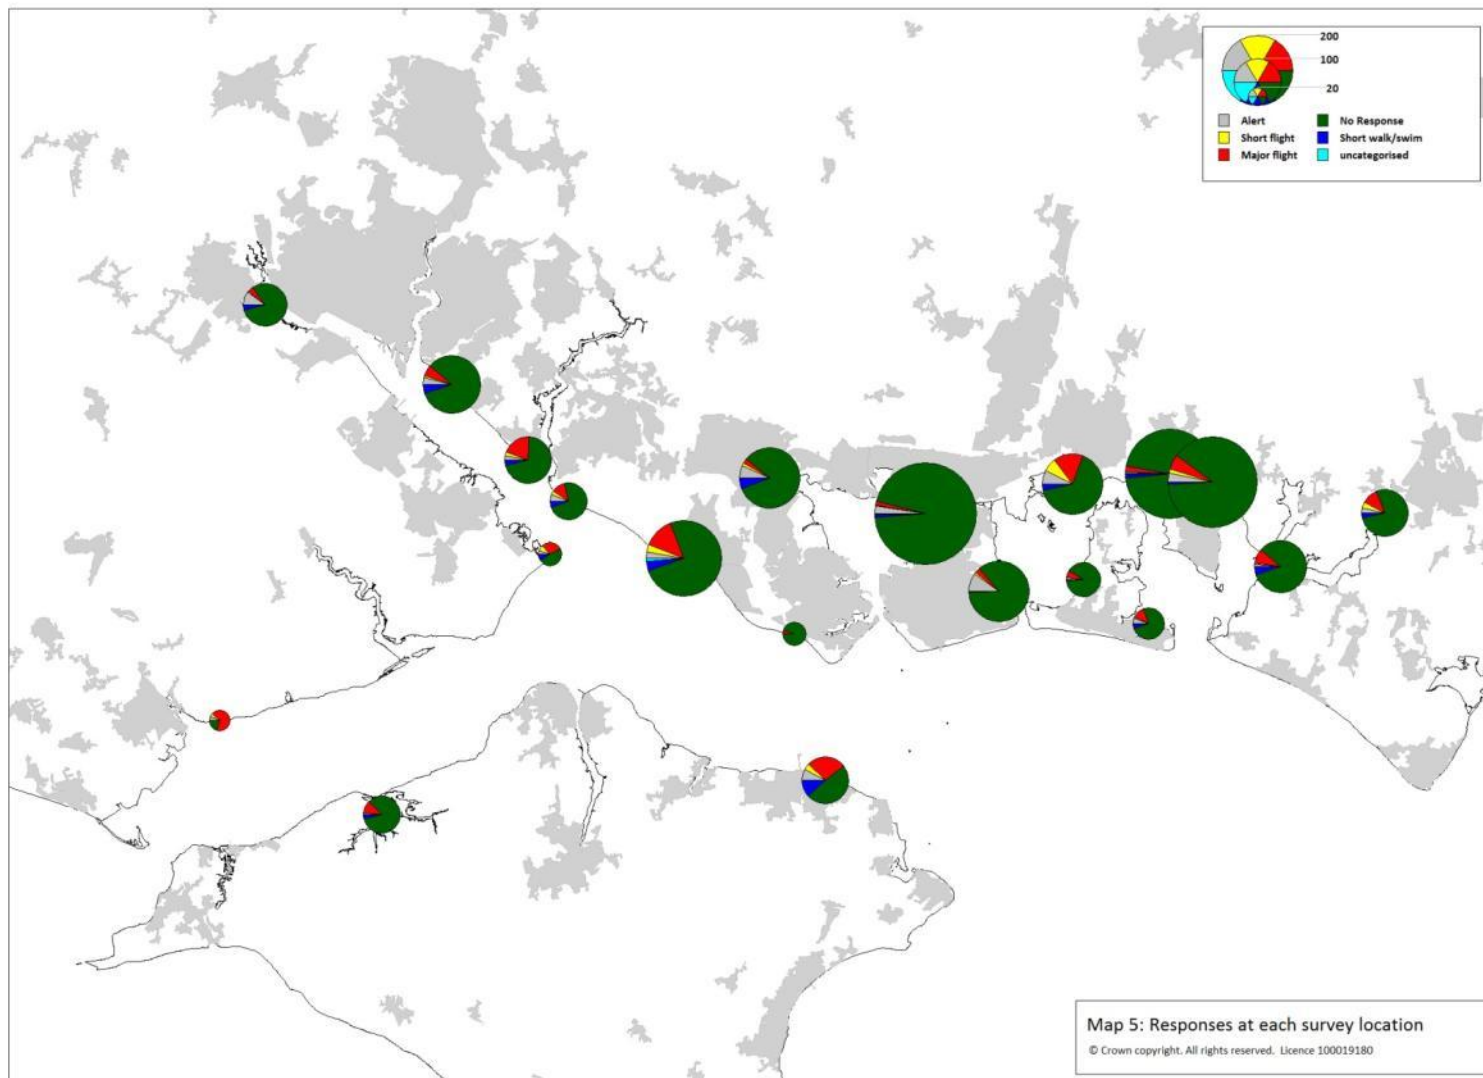 200
100
20
Alert
No Response
Short flight
Short walk/swim
Major flight
uncategorised
Map 5: Responses at each survey location
© Crown copyright. All rights reserved. Licence 100019180